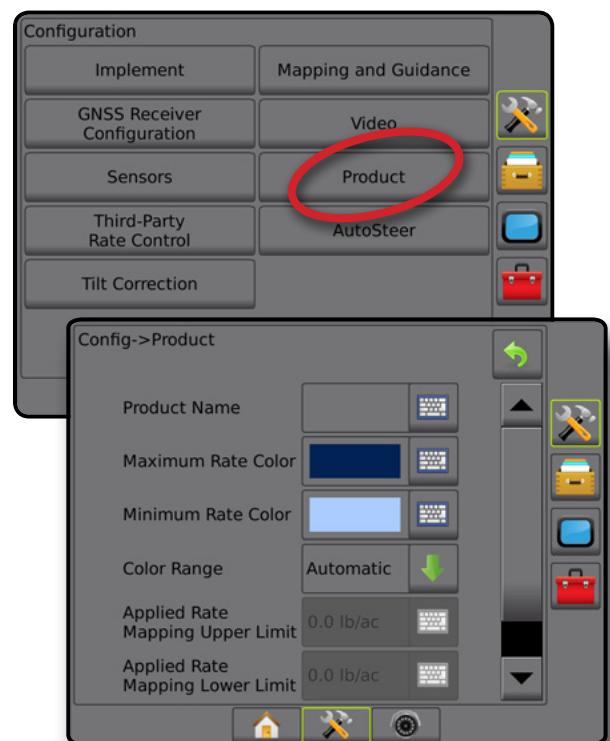 Configuration
Implement
Mapping and Guidance
GNSS Receiver
Configuration
Video
Sensors
Product
Third-Party
Rate Control
AutoSteer
Tilt Correction
Config->Product
Product Name
Maximum Rate Color
Minimum Rate Color
Color Range
Automatic
Applied Rate
Mapping Upper Limit
0.0 lb/ac
Applied Rate
Mapping Lower Limit
0.0 lb/ac